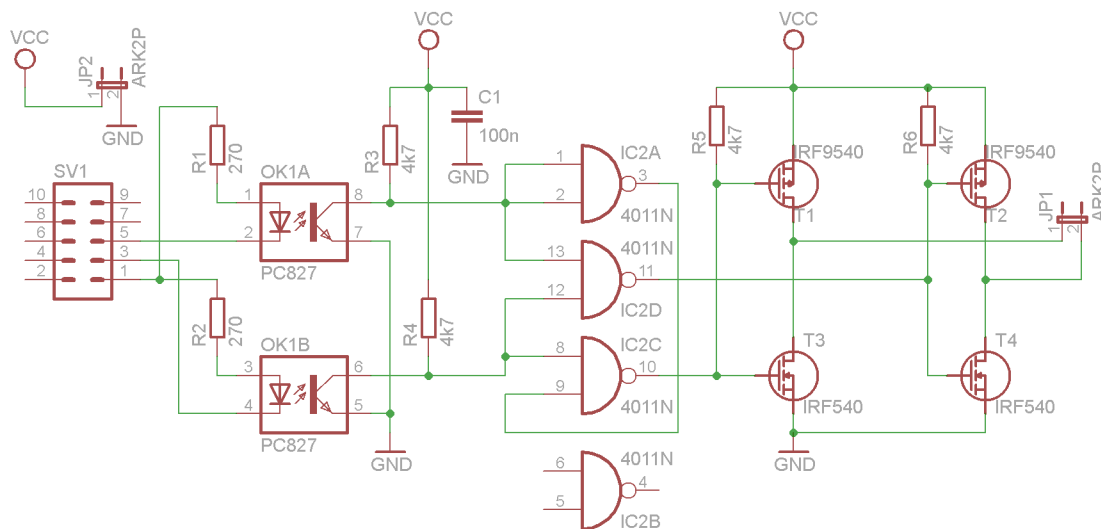 VCC
JP2
1
2
ARK2P
GND
SV1
10
9
8
7
6
5
4
3
2
1
R1
270
R2
270
OK1A
1
8
2
7
PC827
OK1B
3
6
4
5
PC827
VCC
R3
4k7
C1
100n
GND
R4
4k7
GND
IC2A
1
2
3
4011N
4011N
13
12
11
IC2D
IC2C
8
9
10
4011N
4011N
6
5
4
IC2B
VCC
R5
4k7
IRF9540
T1
R6
4k7
IRF9540
T2
JP1
1
2
ARK2P
T3
IRF540
T4
IRF540
GND